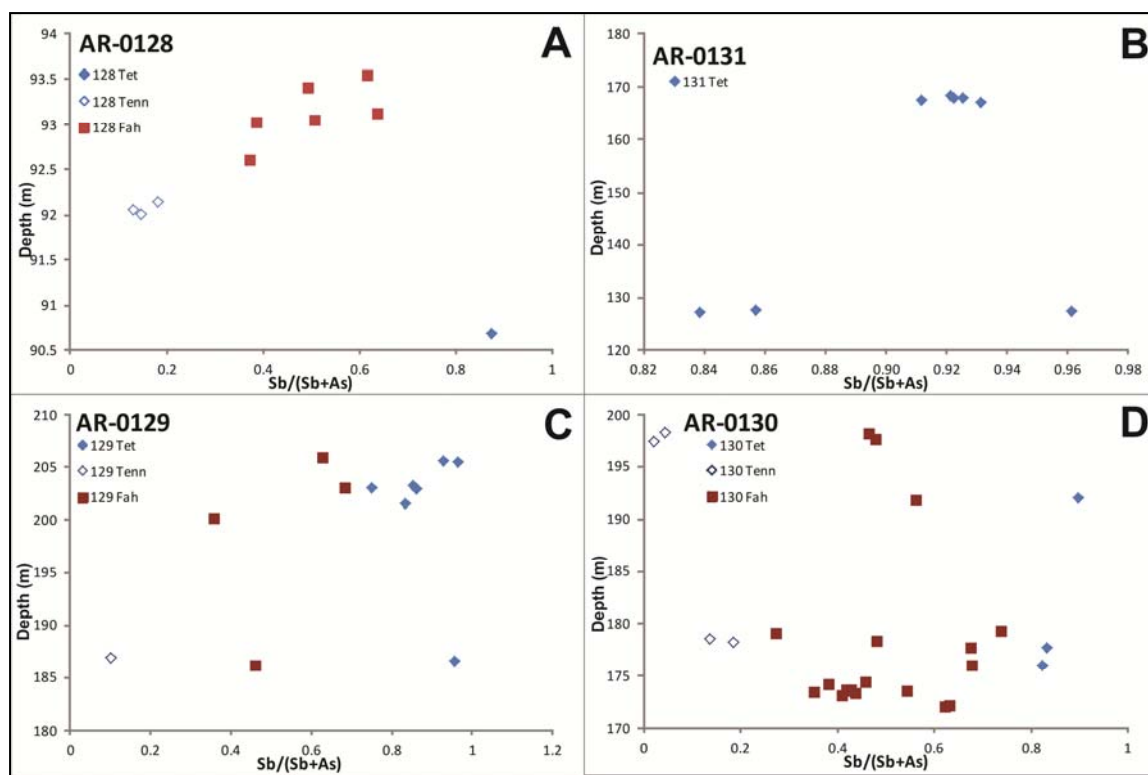 AR-0128
A
128 Tet
128 Tenn
128 Fah
94
93.5
93
92.5
92
91.5
91
90.5
Depth (m)
0
0.2
0.4
0.6
0.8
1
Sb/(Sb+As)
AR-0131
B
131 Tet
180
170
160
150
140
130
120
Depth (m)
0.82
0.84
0.86
0.88
0.90
0.92
0.94
0.96
0.98
Sb/(Sb+As)
AR-0129
C
129 Tet
129 Tenn
129 Fah
210
205
200
195
190
185
180
Depth (m)
0
0.2
0.4
0.6
0.8
1
1.2
Sb/(Sb+As)
AR-0130
D
130 Tet
130 Tenn
130 Fah
200
195
190
185
180
175
170
Depth (m)
0
0.2
0.4
0.6
0.8
1
Sb/(Sb+As)